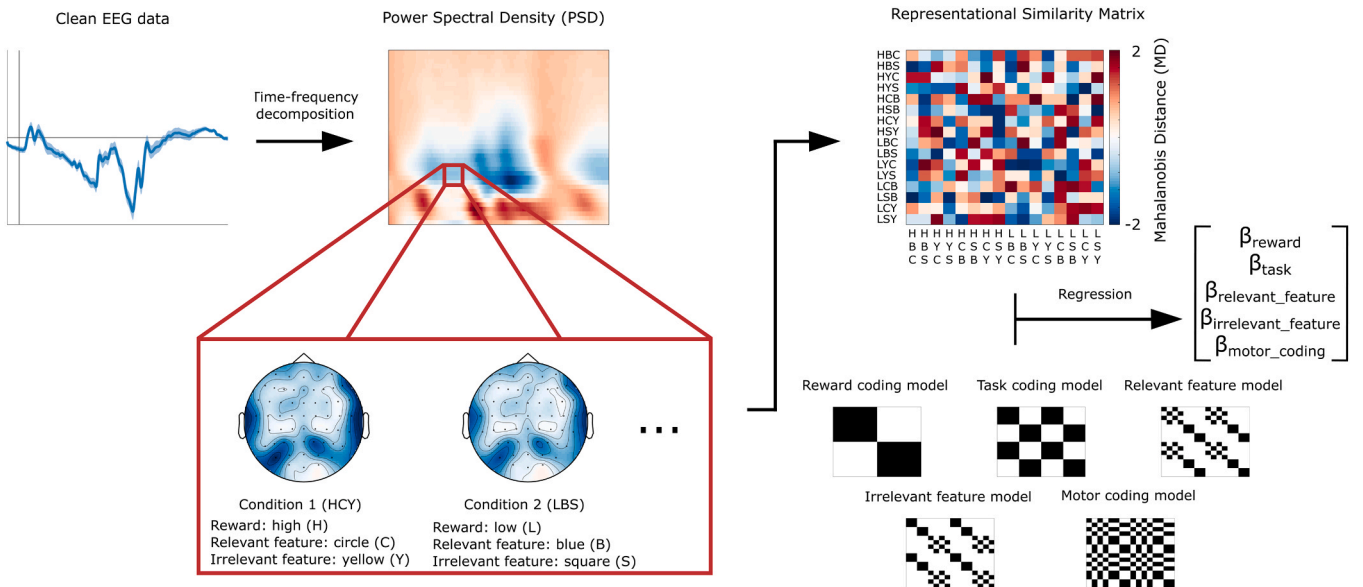 Clean EEG data
Power Spectral Density (PSD)
Representational Similarity Matrix
Time-frequency
decomposition
HBC
HBS
HYC
HYS
HCB
HSB
HCY
HSY
LBC
LBS
LYC
LYS
LCB
LSB
LCY
LSY
2
-2
Mahalanobis Distance (MD)
H H H H H H H H L L L L L L L L
B B Y Y C S C S B B Y Y C S C S
C S C S B B Y Y C S C S B B Y Y
Regression
βreward
βtask
βrelevant_feature
βirrelevant_feature
βmotor_coding
Reward coding model
Task coding model
Relevant feature model
Irrelevant feature model
Motor coding model
...
Condition 1 (HCY)
Reward: high (H)
Relevant feature: circle (C)
Irrelevant feature: yellow (Y)
Condition 2 (LBS)
Reward: low (L)
Relevant feature: blue (B)
Irrelevant feature: square (S)